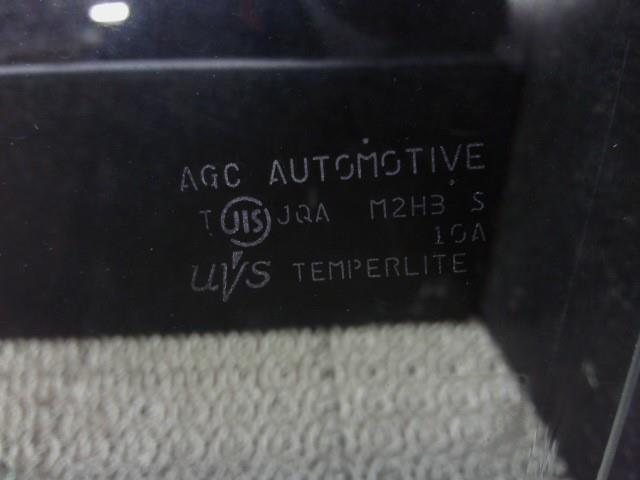 AGC AUTOMOTIVE
T JIS JQA M2H3 S
10A
UVS TEMPERLITE